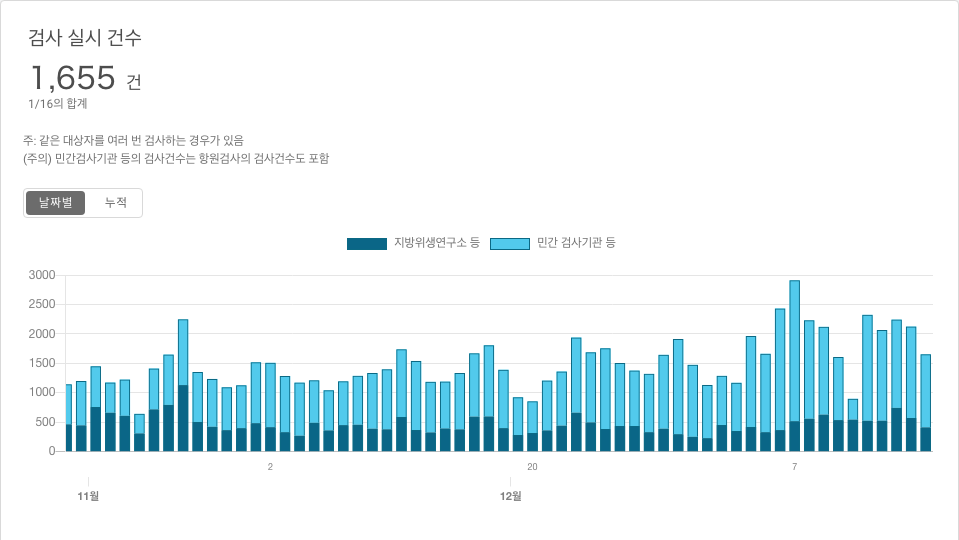 검사 실시 건수
1,655 건
1/16의 합계
주: 같은 대상자를 여러 번 검사하는 경우가 있음
(주의) 민간검사기관 등의 검사건수는 항원검사의 검사건수도 포함
날짜별 누적
지방위생연구소 등 민간 검사기관 등
3000
2500
2000
1500
1000
500
0
2 20 7
11월 12월